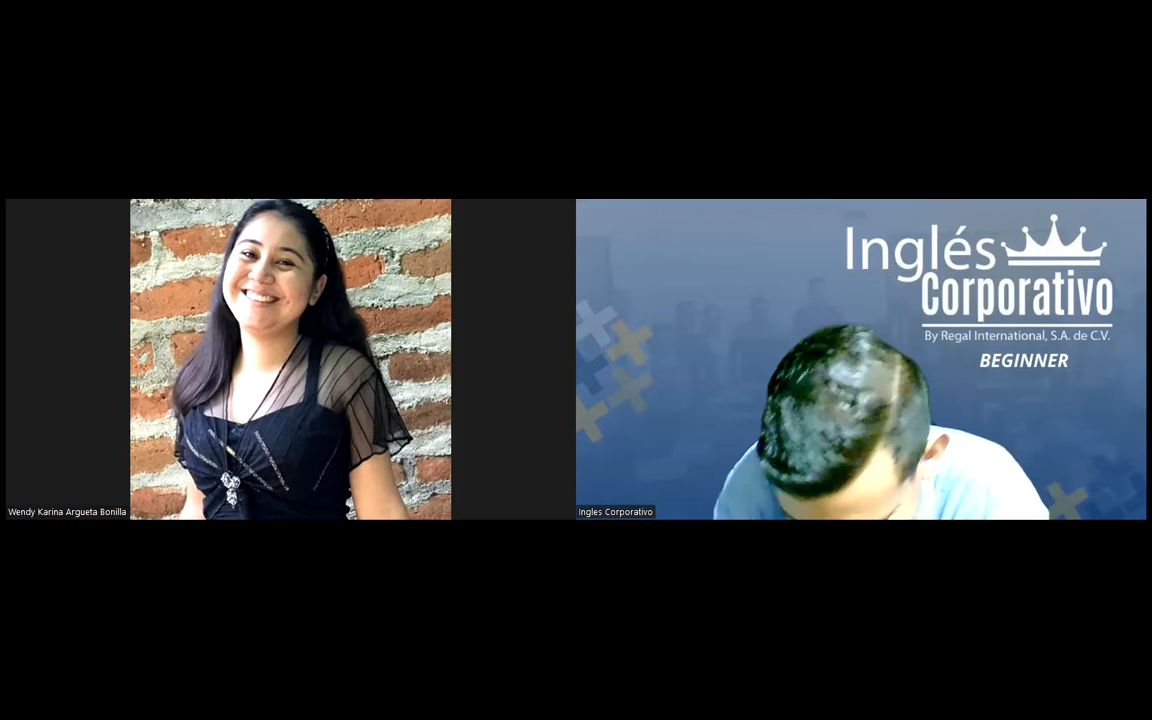 Inglés
Corporativo
By Regal International, S.A. de C.V.
BEGINNER
Wendy Karina Argueta Bonilla
Ingles Corporativo